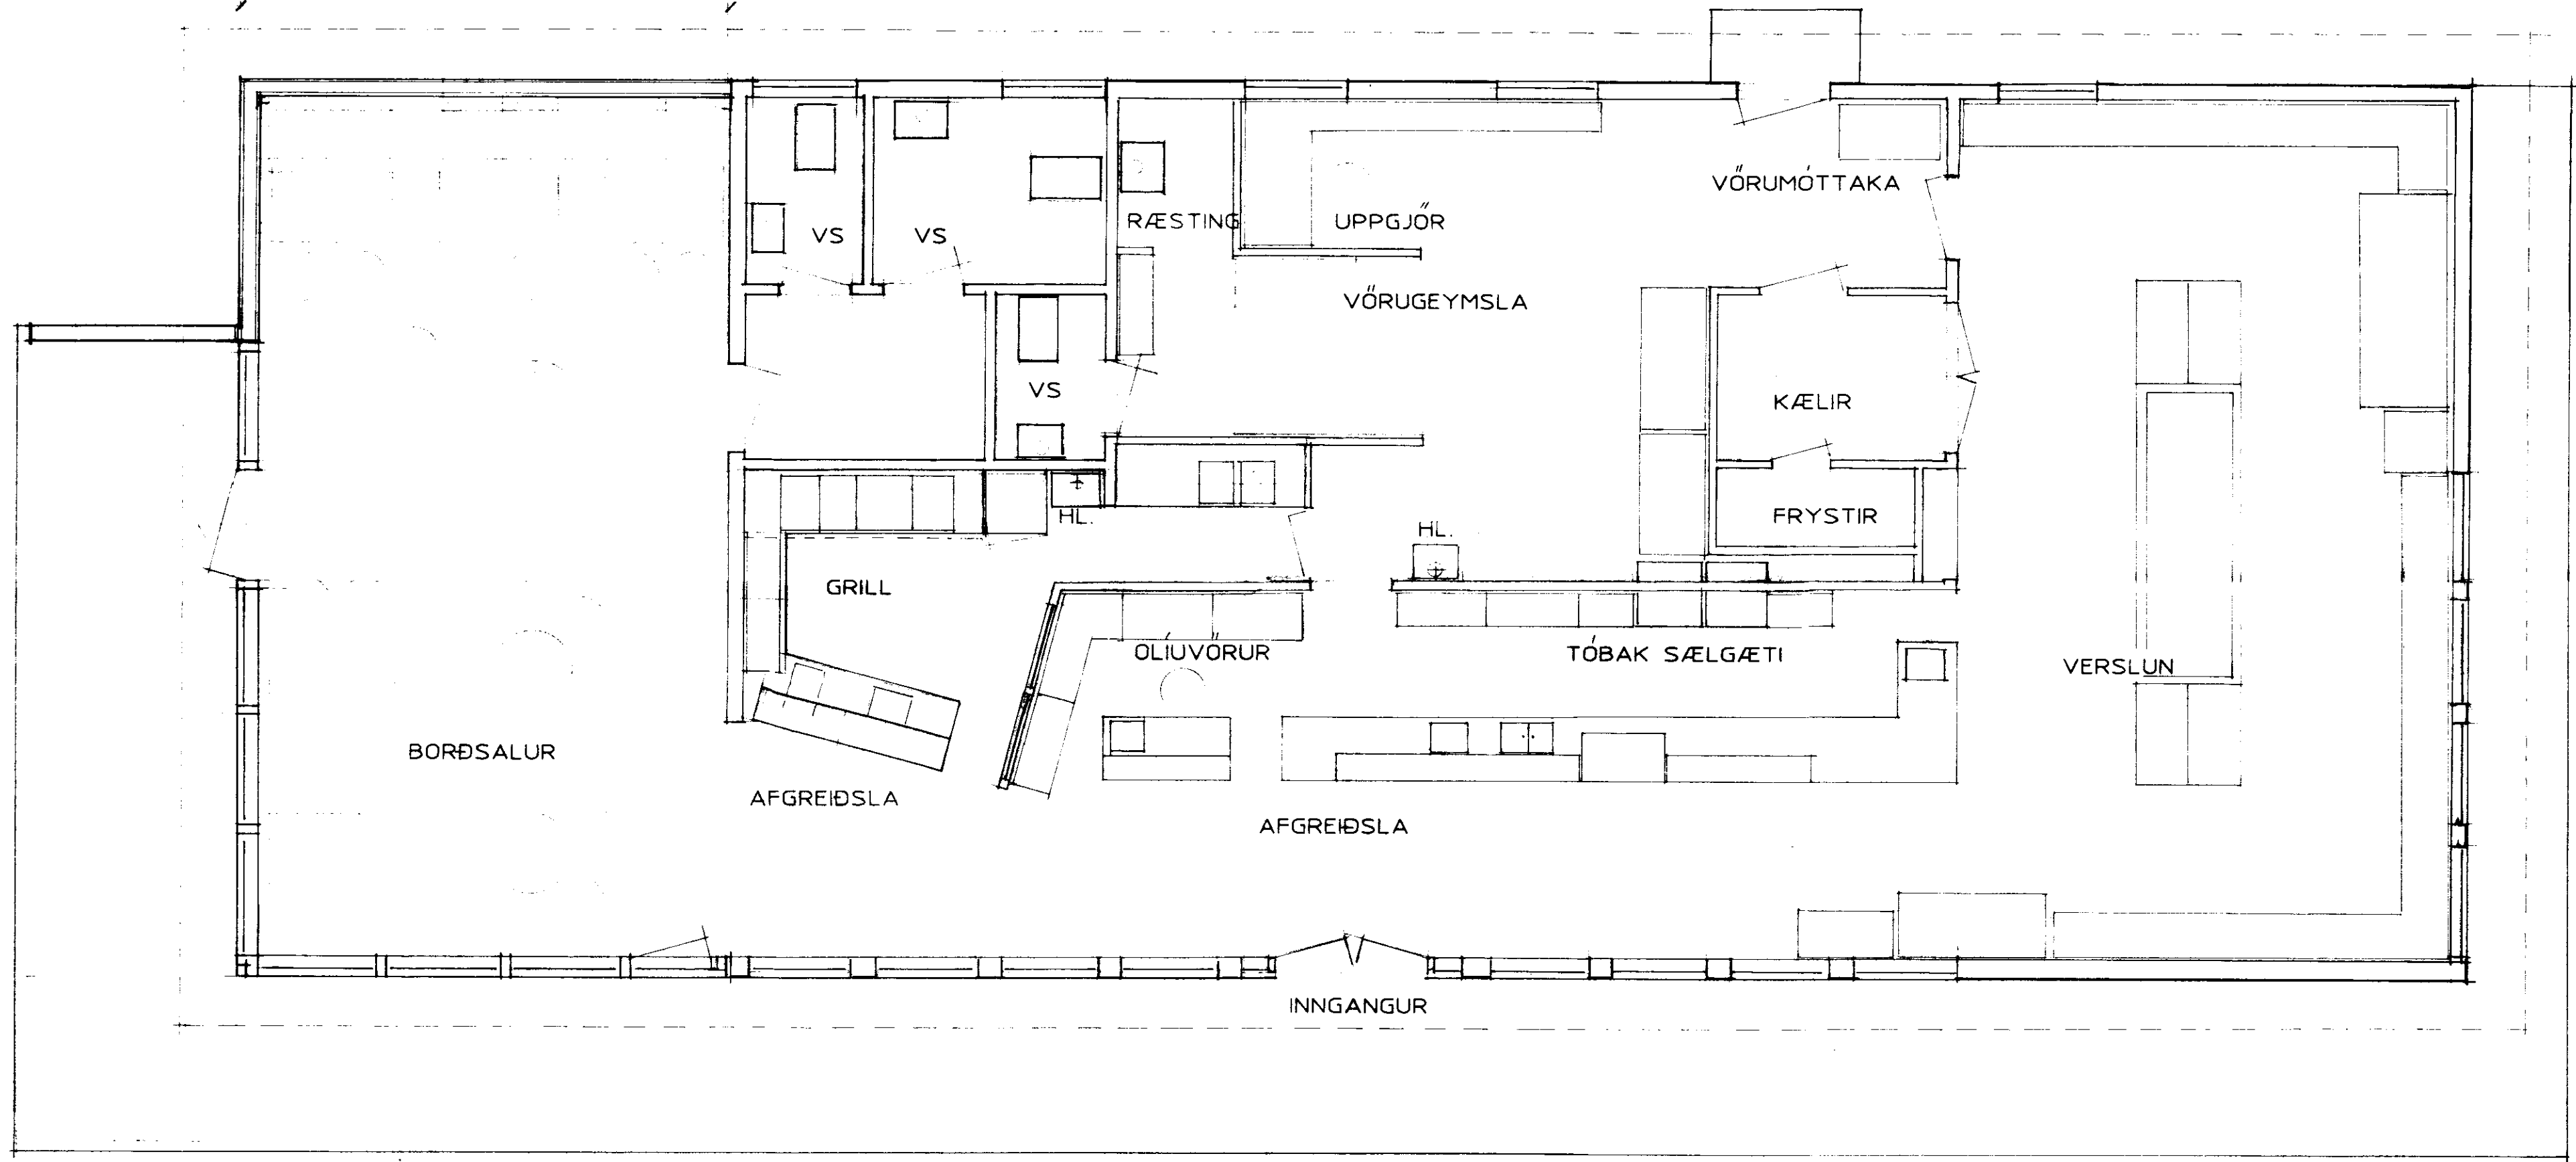 VÖRUMÓTTAKA
RÆSTING
UPPGJÖR
VS
VS
VÖRUGEYMSLA
VS
KÆLIR
HL.
FRYSTIR
HL.
GRILL
OLÍUVÖRUR
TÓBAK SÆLGÆTI
VERSLUN
BORÐSALUR
AFGREIÐSLA
AFGREIÐSLA
INNGANGUR